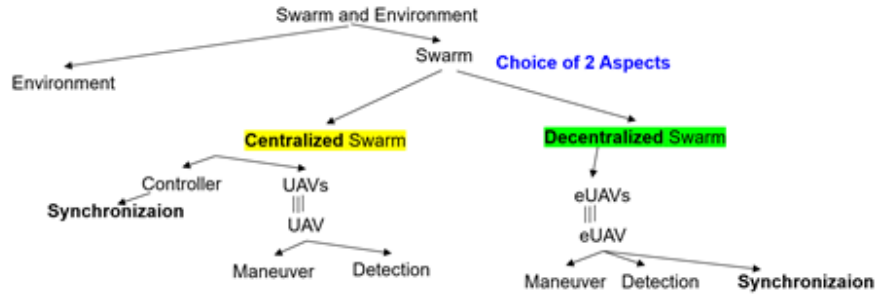 Swarm and Environment
Swarm
Choice of 2 Aspects
Environment
Centralized Swarm
Decentralized Swarm
Controller
UAVs
Synchronizaion
|||
UAV
eUAVs
|||
eUAV
Maneuver
Detection
Maneuver
Detection
Synchronizaion